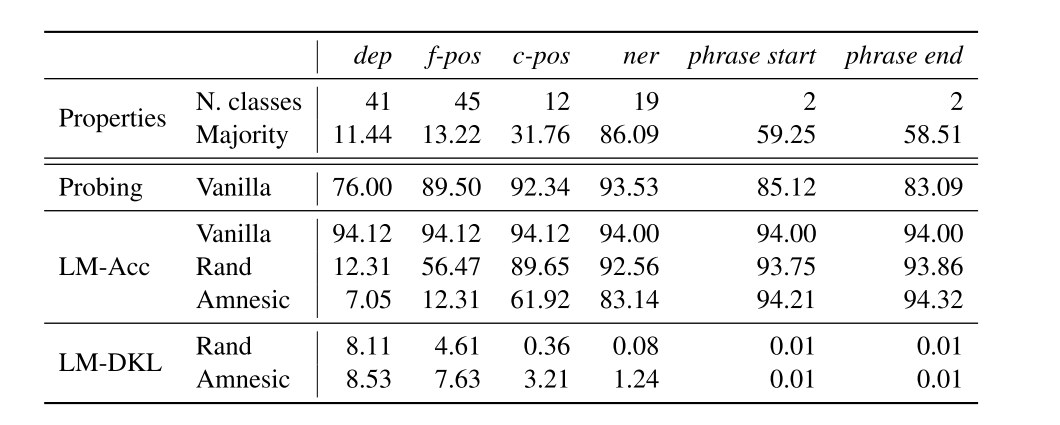 dep f-pos c-pos ner phrase start phrase end
Properties N. classes 41 45 12 19 2 2
Majority 11.44 13.22 31.76 86.09 59.25 58.51
Probing Vanilla 76.00 89.50 92.34 93.53 85.12 83.09
LM-Acc Vanilla 94.12 94.12 94.12 94.00 94.00 94.00
Rand 12.31 56.47 89.65 92.56 93.75 93.86
Amnesic 7.05 12.31 61.92 83.14 94.21 94.32
LM-DKL Rand 8.11 4.61 0.36 0.08 0.01 0.01
Amnesic 8.53 7.63 3.21 1.24 0.01 0.01